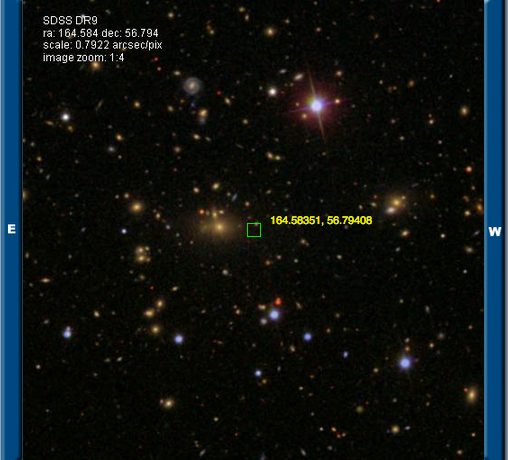 SDSS DR9
ra: 164.584 dec: 56.794
scale: 0.7922 arcsec/pix
image zoom: 1:4
164.58351, 56.79408
E
W